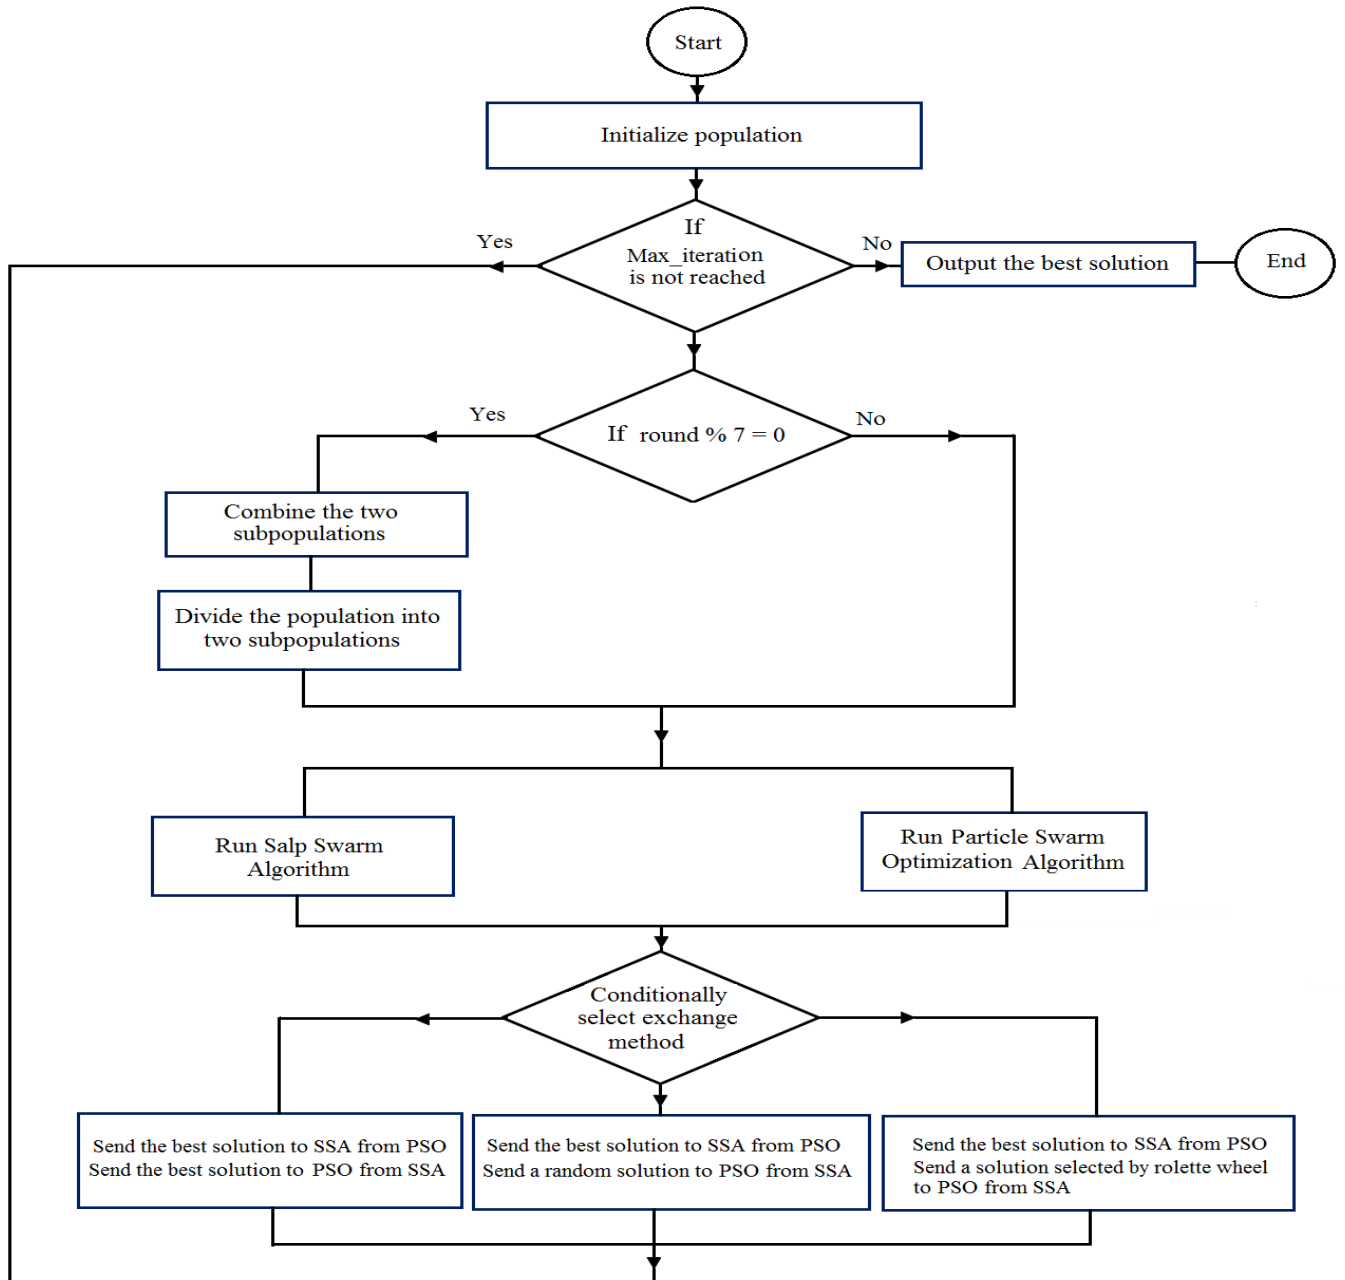 Start
Initialize population
If
Max_iteration
is not reached
Yes
No
Output the best solution
End
If round % 7 = 0
Yes
No
Combine the two
subpopulations
Divide the population into
two subpopulations
Run Salp Swarm
Algorithm
Run Particle Swarm
Optimization Algorithm
Conditionally
select exchange
method
Send the best solution to SSA from PSO
Send the best solution to PSO from SSA
Send the best solution to SSA from PSO
Send a random solution to PSO from SSA
Send the best solution to SSA from PSO
Send a solution selected by rolette wheel
to PSO from SSA